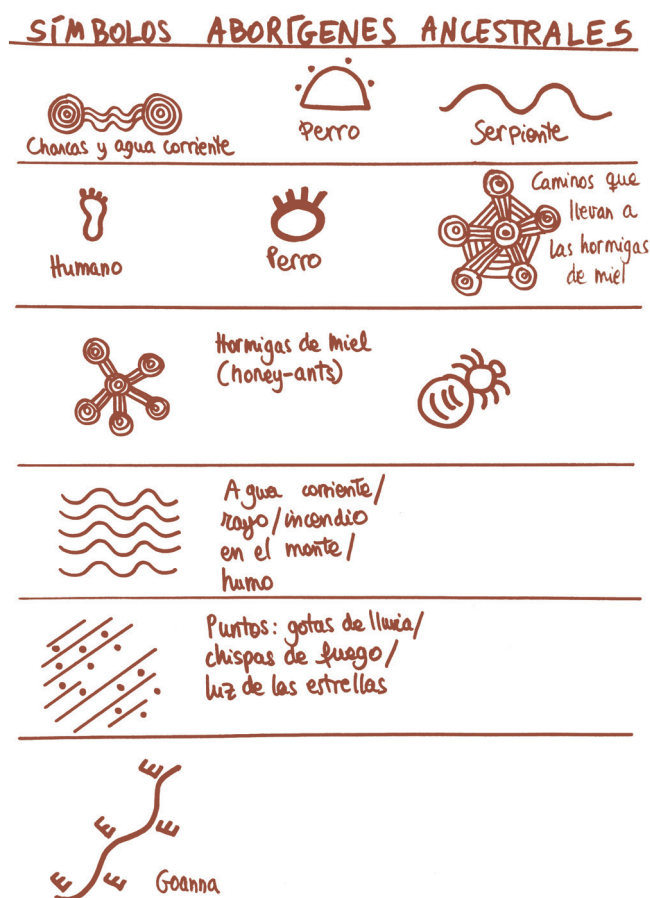 SÍMBOLOS ABORÍGENES ANCESTRALES
Charcas y agua corriente
Perro
Serpiente
Humano
Perro
Caminos que
llevan a
las hormigas
de miel
Hormigas de miel
(honey-ants)
Agua corriente/
rayo/incendio
en el monte/
humo
Puntos: gotas de lluvia/
chispas de fuego/
luz de las estrellas
Goanna